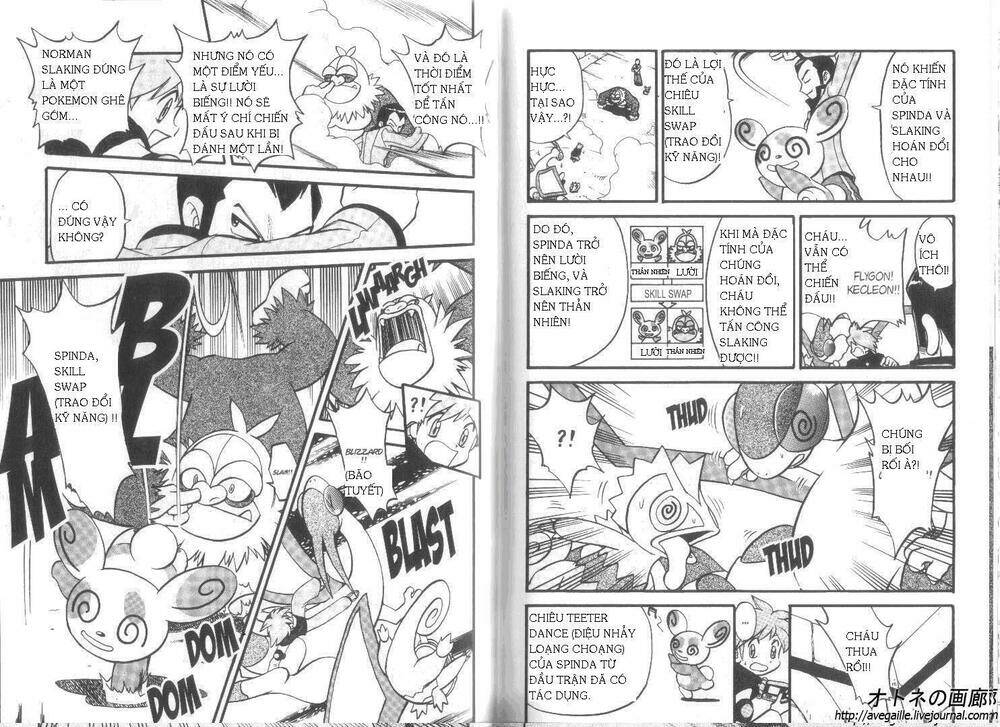 NORMAN
SLAKING ĐÚNG
LÀ MỘT
POKEMON GHÊ
GỚM...
NHƯNG NÓ CÓ
MỘT ĐIỂM YẾU...
LÀ SỰ LƯỜI
BIẾNG!! NÓ SẼ
MẤT Ý CHÍ CHIẾN
ĐẤU SAU KHI BỊ
ĐÁNH MỘT LẦN!
VÀ ĐÓ LÀ
THỜI ĐIỂM
TỐT NHẤT
ĐỂ TẤN
CÔNG NÓ...!!
... CÓ
ĐÚNG VẬY
KHÔNG?
SPINDA,
SKILL
SWAP
(TRAO ĐỔI
KỸ NĂNG) !!
BLAM
UWAARGH
?!
SLAM!!
BLIZZARD
!!
(BÃO
TUYẾT)
BLAST
DOM
DOM
HỰC
HỰC...
TẠI SAO
VẬY...?!
ĐÓ LÀ LỢI
THẾ CỦA
CHIÊU
SKILL
SWAP
(TRAO ĐỔI
KỸ NĂNG)!
NÓ KHIẾN
ĐẶC TÍNH
CỦA
SPINDA VÀ
SLAKING
HOÁN ĐỔI
CHO
NHAU!!
DO ĐÓ,
SPINDA TRỞ
NÊN LƯỜI
BIẾNG, VÀ
SLAKING TRỞ
NÊN THẢN
NHIÊN!
THẢN NHIÊN LƯỜI
SKILL SWAP
LƯỜI THẢN NHIÊN
KHI MÀ ĐẶC
TÍNH CỦA
CHÚNG
HOÁN ĐỔI,
CHÁU
KHÔNG THỂ
TẤN CÔNG
SLAKING
ĐƯỢC!!
CHÁU...
VẪN CÓ
THỂ
CHIẾN
ĐẤU!!
FLYGON!
KECLEON!!
VÔ
ÍCH
THÔI!
?!
THUD
THUD
CHÚNG
BỊ BỐI
RỐI À?!
CHIÊU TEETER
DANCE (ĐIỆU NHẢY
LOẠNG CHOẠNG)
CỦA SPINDA TỪ
ĐẦU TRẬN ĐÃ CÓ
TÁC DỤNG.
...
CHÁU
THUA
RỒI!!
オトネの画廊
http://avegaille.livejournal.com/